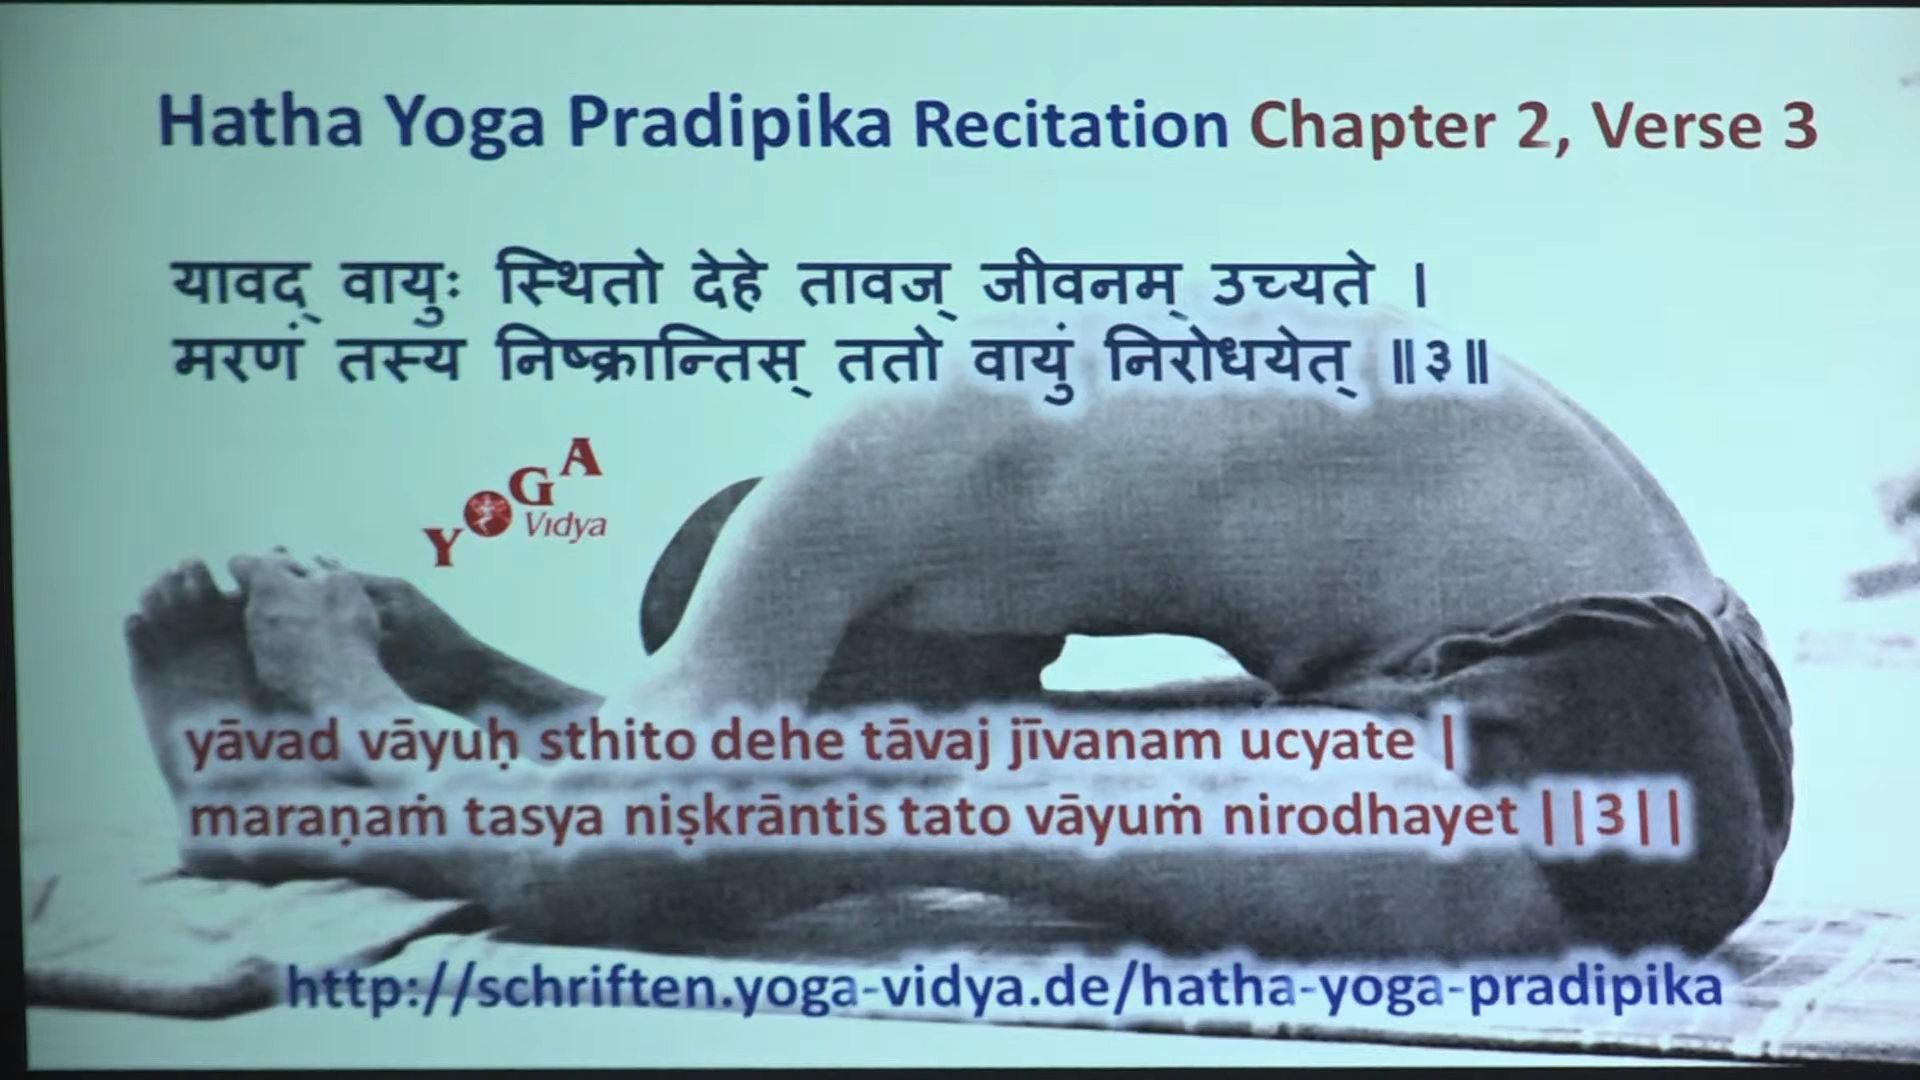 Hatha Yoga Pradipika Recitation Chapter 2, Verse 3
यावद् वायुः स्थितो देहे तावज् जीवनम् उच्यते ।
मरणं तस्य निष्क्रान्तिस् ततो वायुं निरोधयेत् ॥३॥
YOGA
Vidya
yāvad vāyuḥ sthito dehe tāvaj jīvanam ucyate |
maraṇaṁ tasya niṣkrāntis tato vāyuṁ nirodhayet ||3||
http://schriften.yoga-vidya.de/hatha-yoga-pradipika